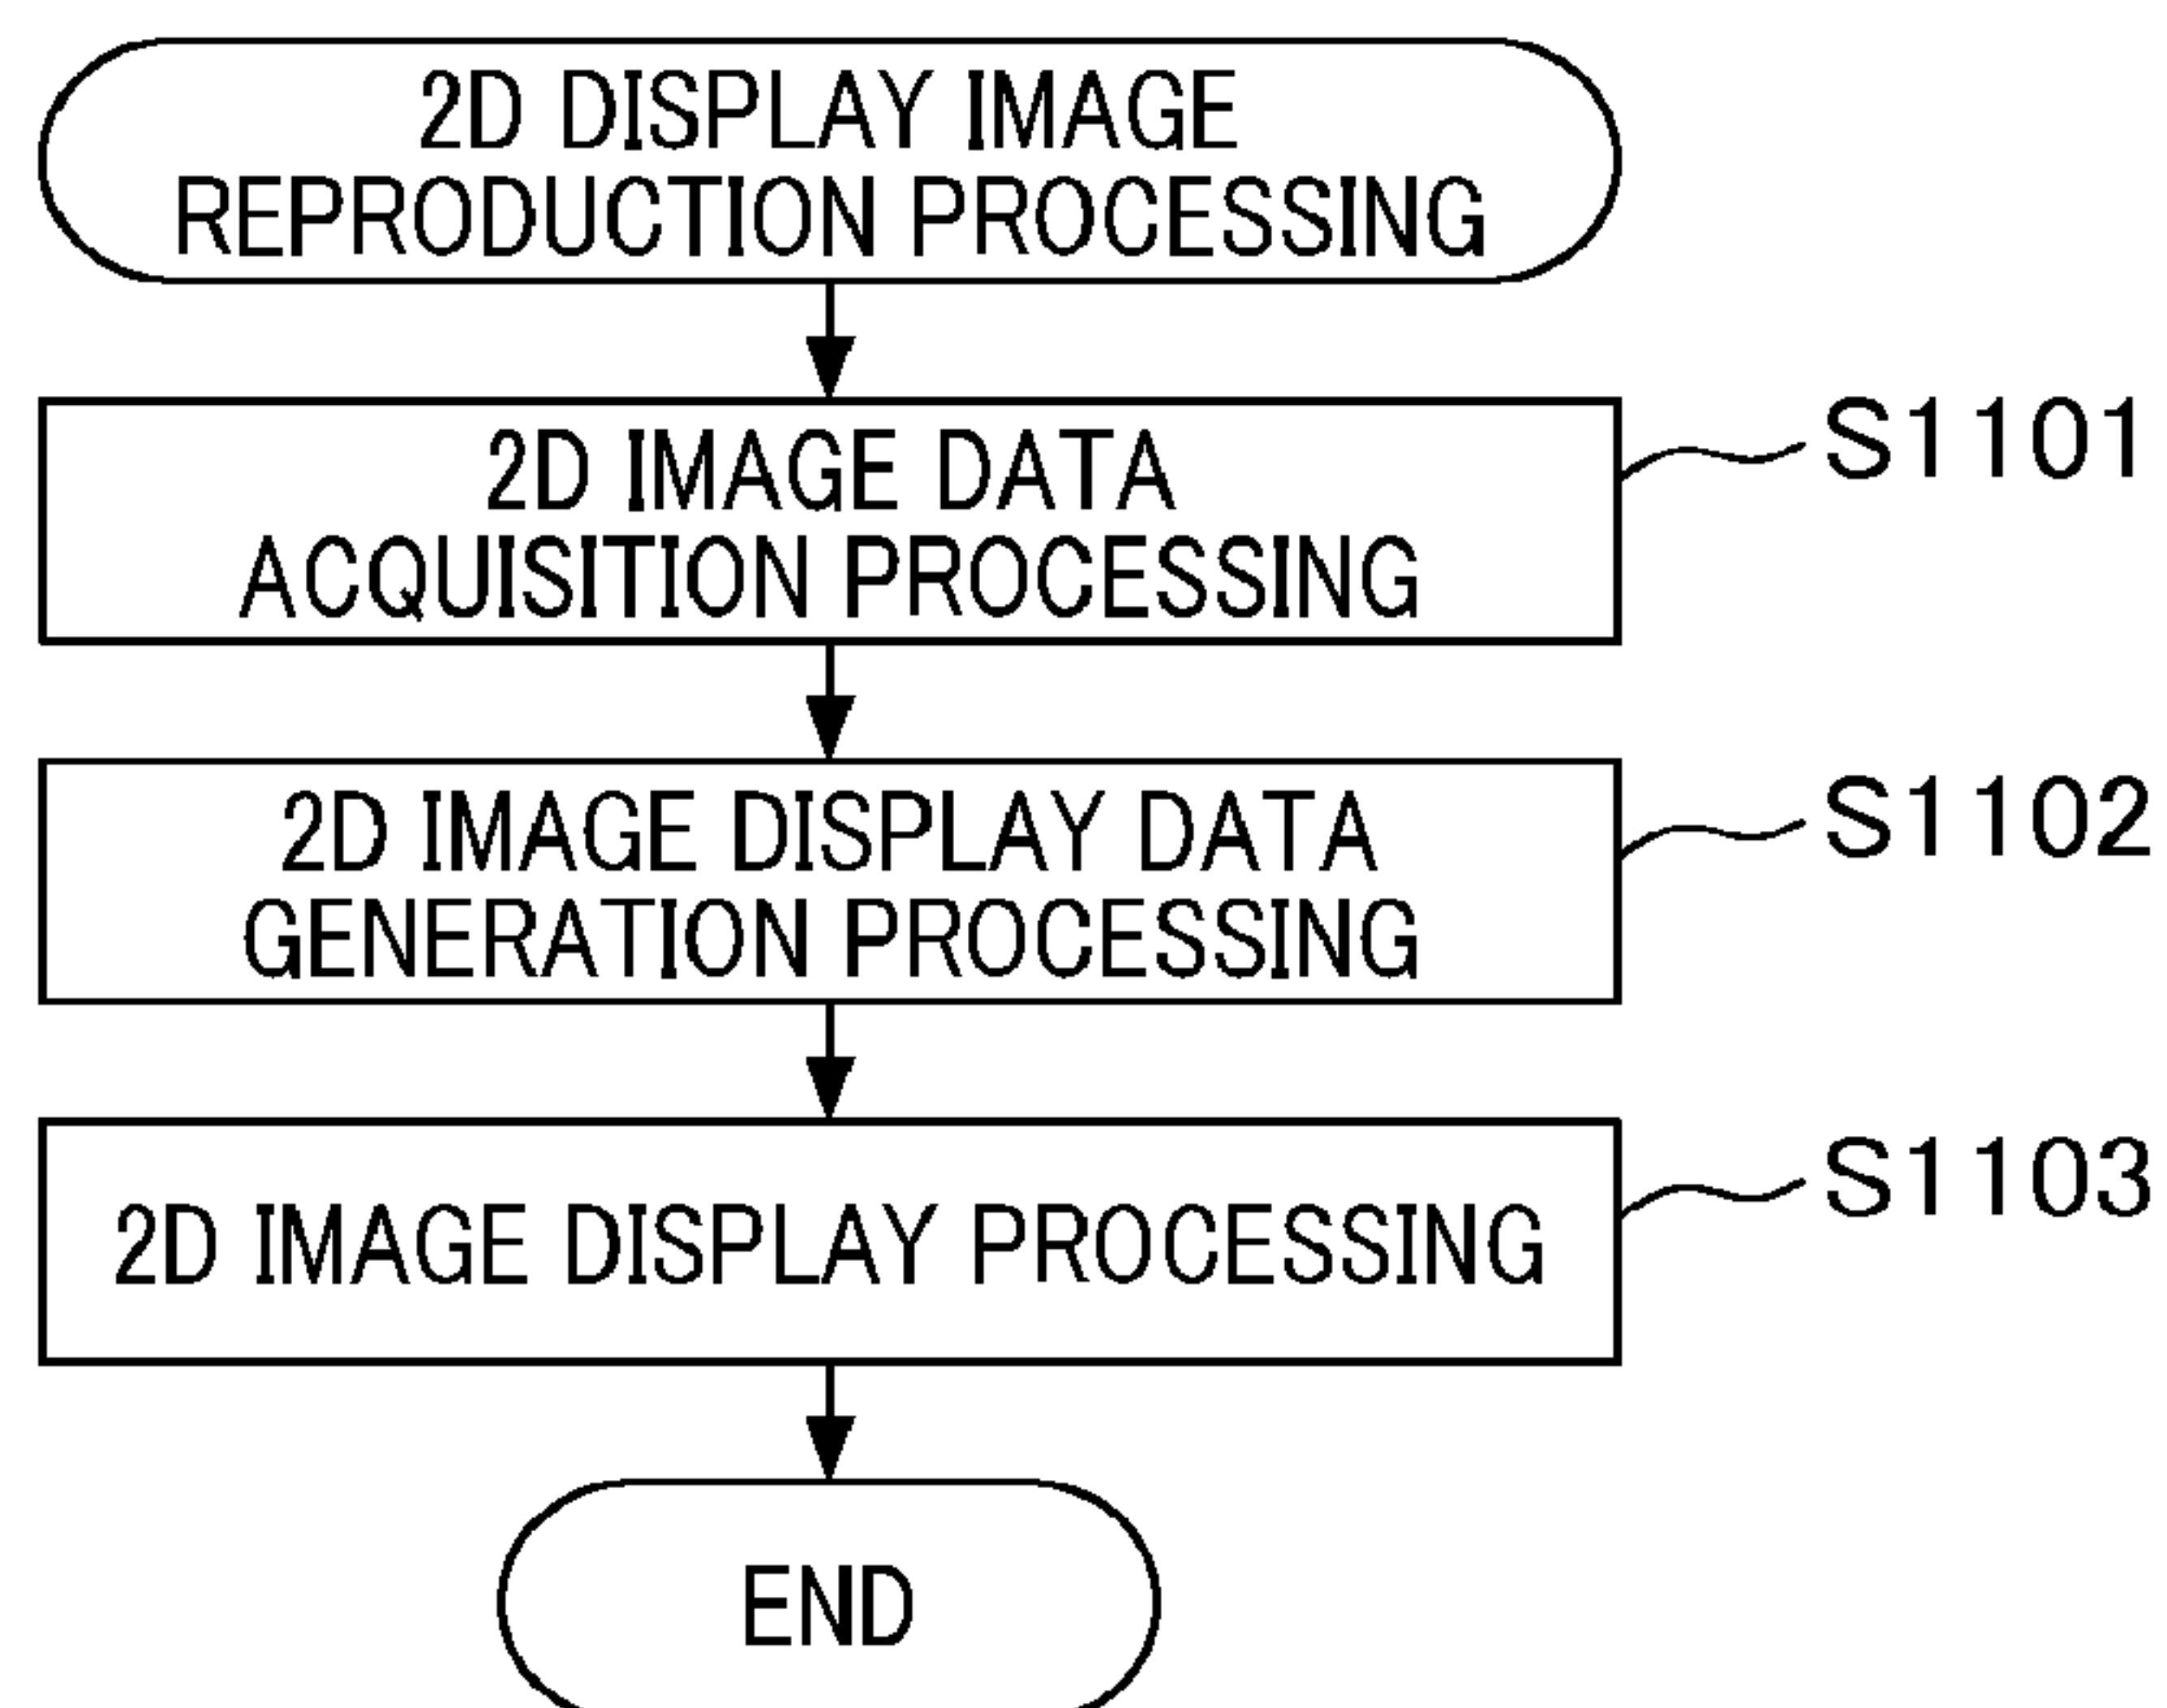 2D DISPLAY IMAGE
REPRODUCTION PROCESSING
2D IMAGE DATA
ACQUISITION PROCESSING
S1101
2D IMAGE DISPLAY DATA
GENERATION PROCESSING
S1102
2D IMAGE DISPLAY PROCESSING
S1103
END